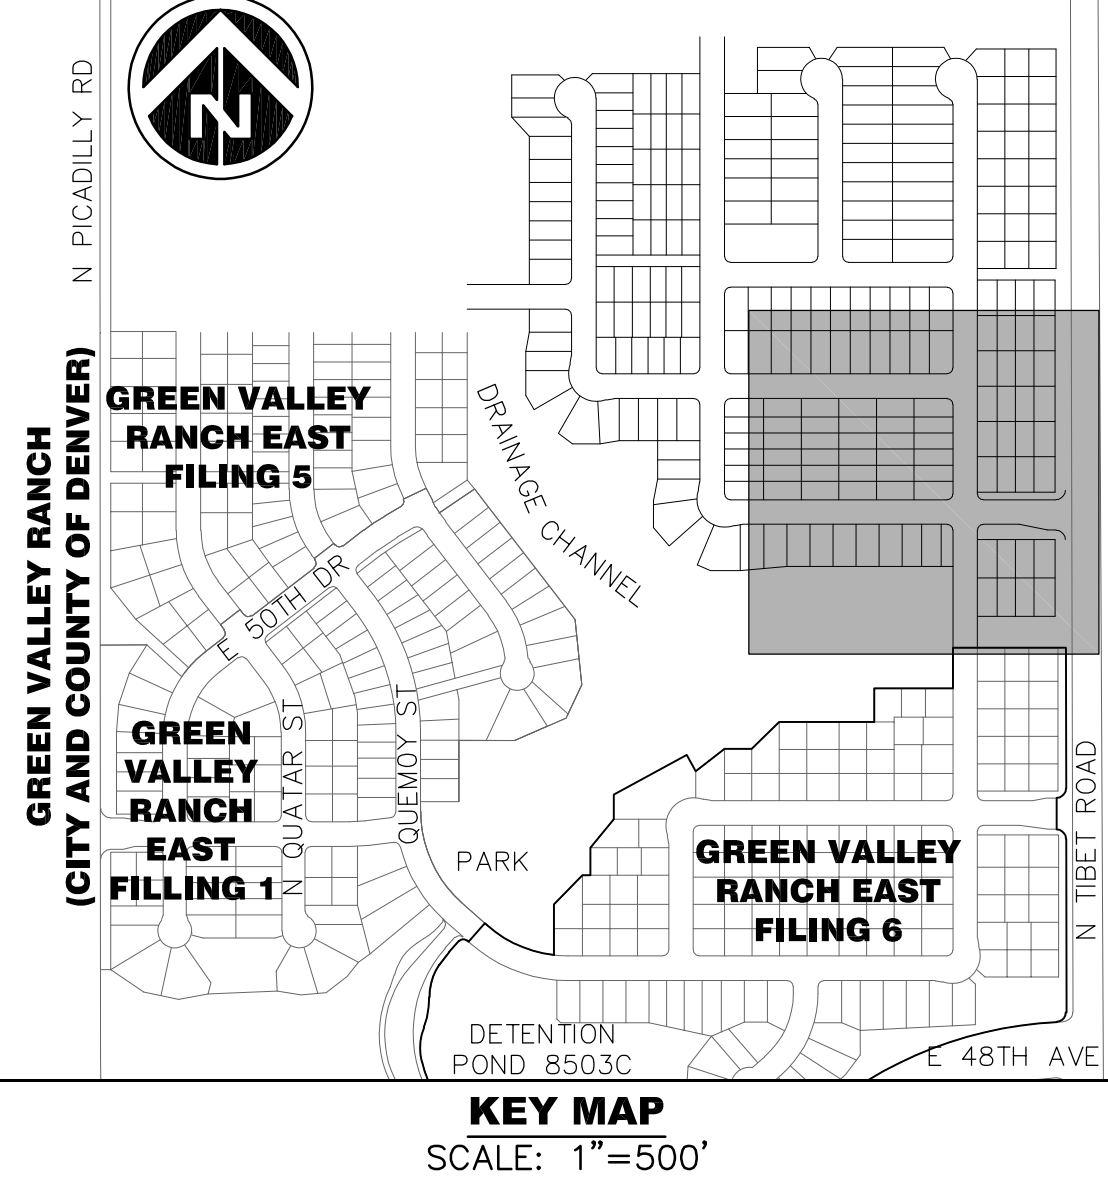 N
N PICADILLY RD
GREEN VALLEY RANCH
(CITY AND COUNTY OF DENVER)
GREEN VALLEY
RANCH EAST
FILING 5
DRAINAGE CHANNEL
E 50TH DR
GREEN
VALLEY
RANCH
EAST
FILLING 1
N QUATAR ST
QUEMOY ST
PARK
GREEN VALLEY
RANCH EAST
FILING 6
N TIBET ROAD
DETENTION
POND 8503C
E 48TH AVE
KEY MAP
SCALE: 1"=500'